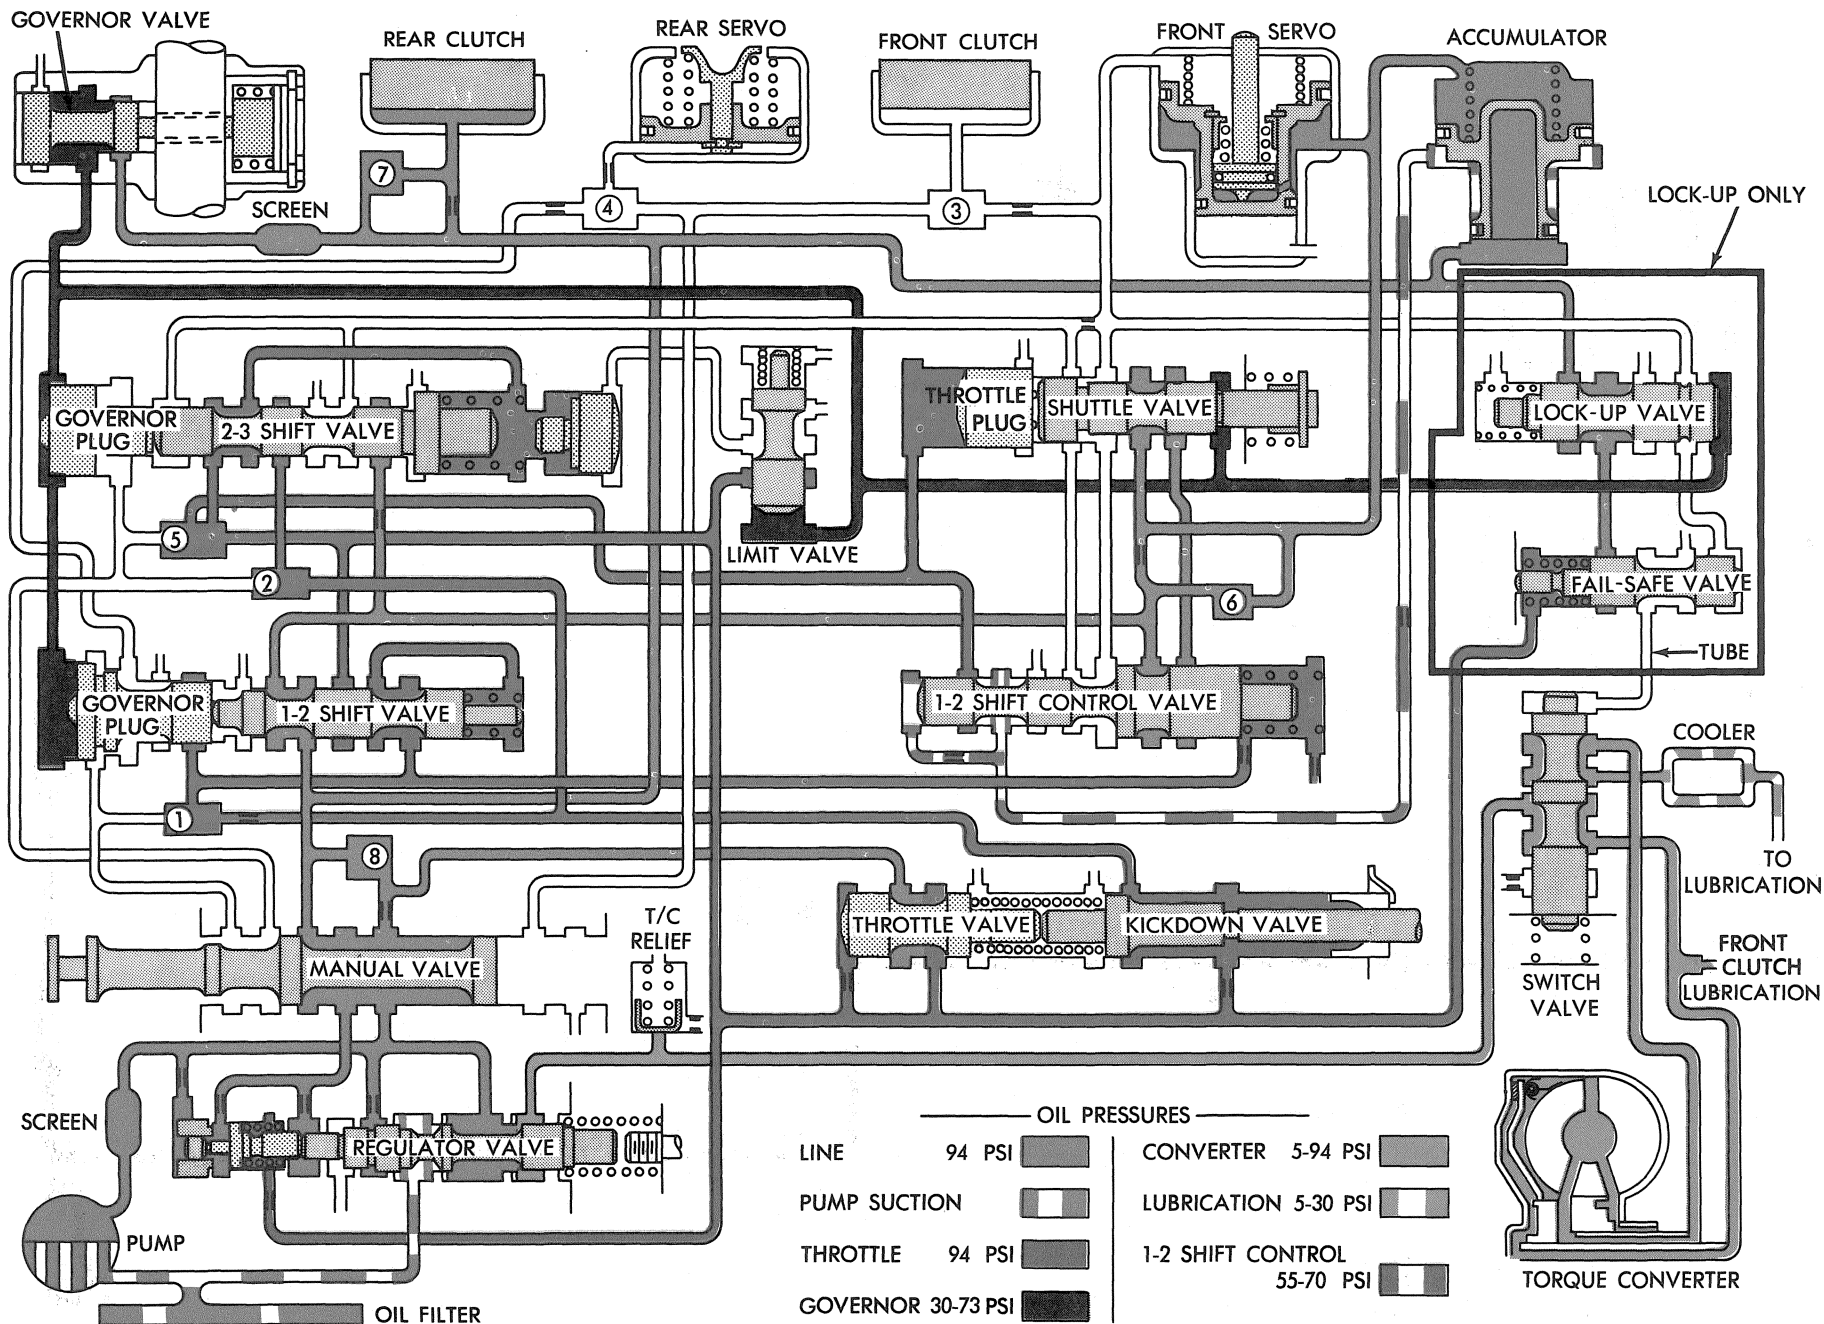 GOVERNOR VALVE
REAR CLUTCH
REAR SERVO
FRONT CLUTCH
FRONT SERVO
ACCUMULATOR
7
4
3
SCREEN
LOCK-UP ONLY
GOVERNOR
PLUG
2-3 SHIFT VALVE
THROTTLE
PLUG
SHUTTLE VALVE
LOCK-UP VALVE
5
LIMIT VALVE
2
6
FAIL-SAFE VALVE
TUBE
GOVERNOR
PLUG
1-2 SHIFT VALVE
1-2 SHIFT CONTROL VALVE
COOLER
1
8
TO
LUBRICATION
T/C
RELIEF
THROTTLE VALVE
KICKDOWN VALVE
MANUAL VALVE
FRONT
CLUTCH
LUBRICATION
SWITCH
VALVE
SCREEN
REGULATOR VALVE
PUMP
OIL FILTER
OIL PRESSURES
LINE 94 PSI
PUMP SUCTION
THROTTLE 94 PSI
GOVERNOR 30-73 PSI
CONVERTER 5-94 PSI
LUBRICATION 5-30 PSI
1-2 SHIFT CONTROL
55-70 PSI
TORQUE CONVERTER